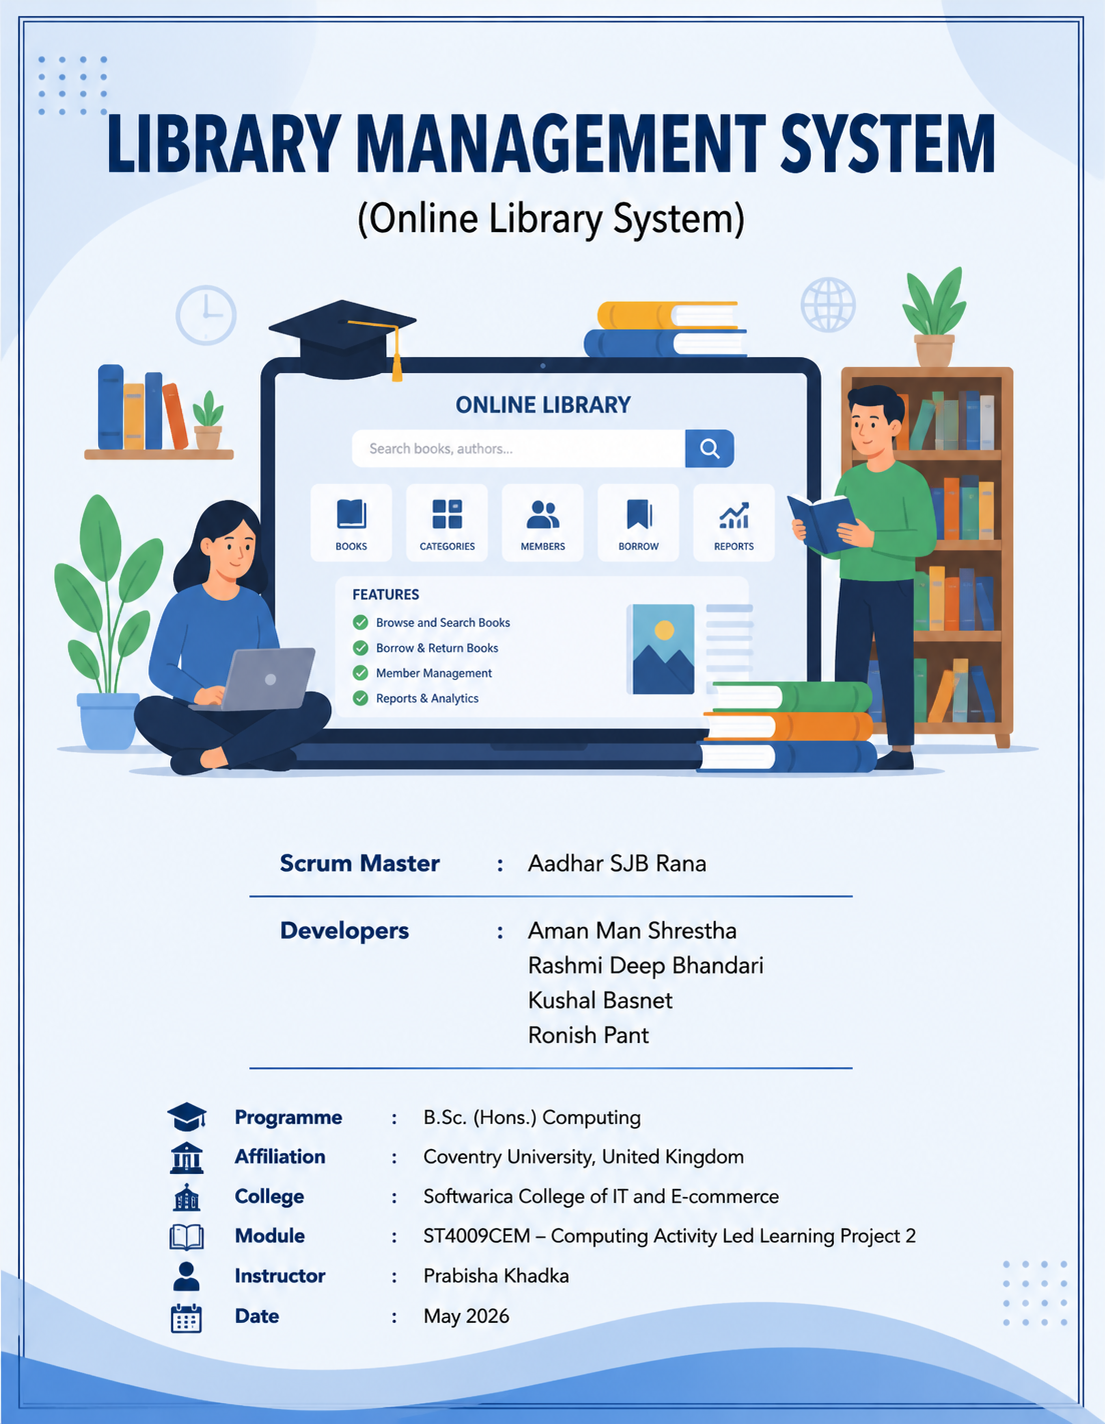 LIBRARY MANAGEMENT SYSTEM
(Online Library System)
ONLINE LIBRARY
Search books, authors...
BOOKS CATEGORIES MEMBERS BORROW REPORTS
FEATURES
Browse and Search Books
Borrow & Return Books
Member Management
Reports & Analytics
Scrum Master : Aadhar SJB Rana
Developers : Aman Man Shrestha
Rashmi Deep Bhandari
Kushal Basnet
Ronish Pant
Programme : B.Sc. (Hons.) Computing
Affiliation : Coventry University, United Kingdom
College : Softwarica College of IT and E-commerce
Module : ST4009CEM – Computing Activity Led Learning Project 2
Instructor : Prabisha Khadka
Date : May 2026